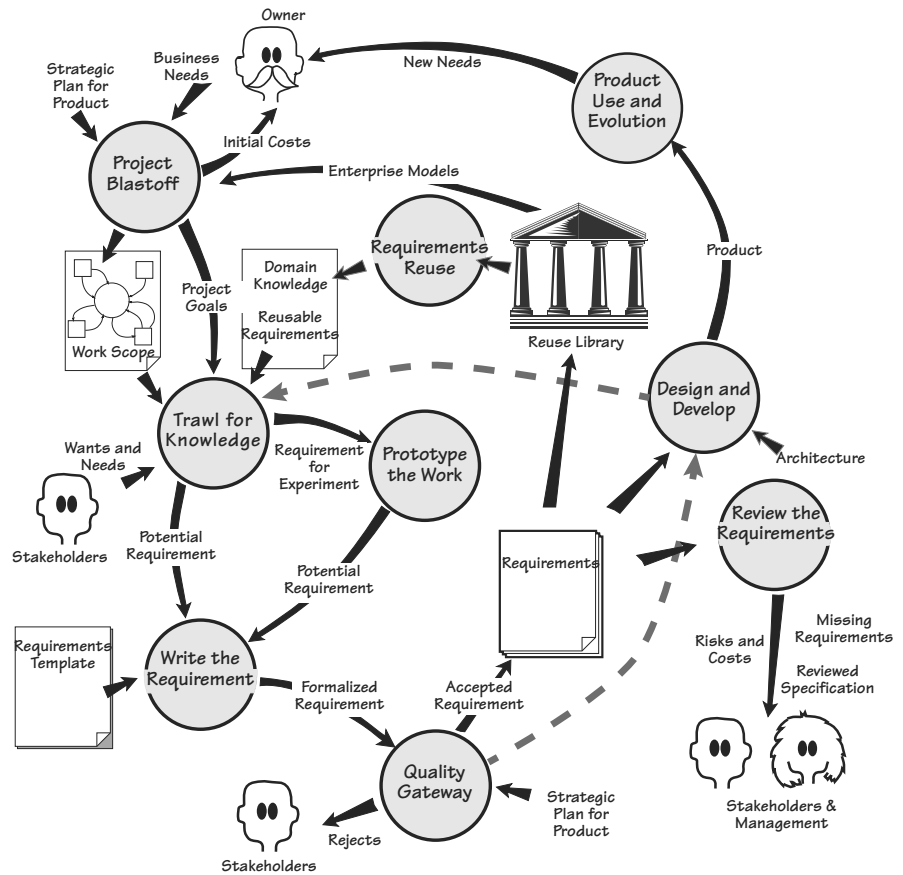 Owner
Strategic
Plan for
Product
Business
Needs
New Needs
Product
Use and
Evolution
Initial Costs
Project
Blastoff
Enterprise Models
Requirements
Reuse
Product
Domain
Knowledge
Reusable
Requirements
Project
Goals
Work Scope
Reuse Library
Design and
Develop
Trawl for
Knowledge
Requirement
for
Experiment
Prototype
the Work
Architecture
Wants and
Needs
Stakeholders
Review the
Requirements
Potential
Requirement
Potential
Requirement
Requirements
Requirements
Template
Write the
Requirement
Missing
Requirements
Risks and
Costs
Reviewed
Specification
Formalized
Requirement
Accepted
Requirement
Quality
Gateway
Strategic
Plan for
Product
Stakeholders &
Management
Rejects
Stakeholders